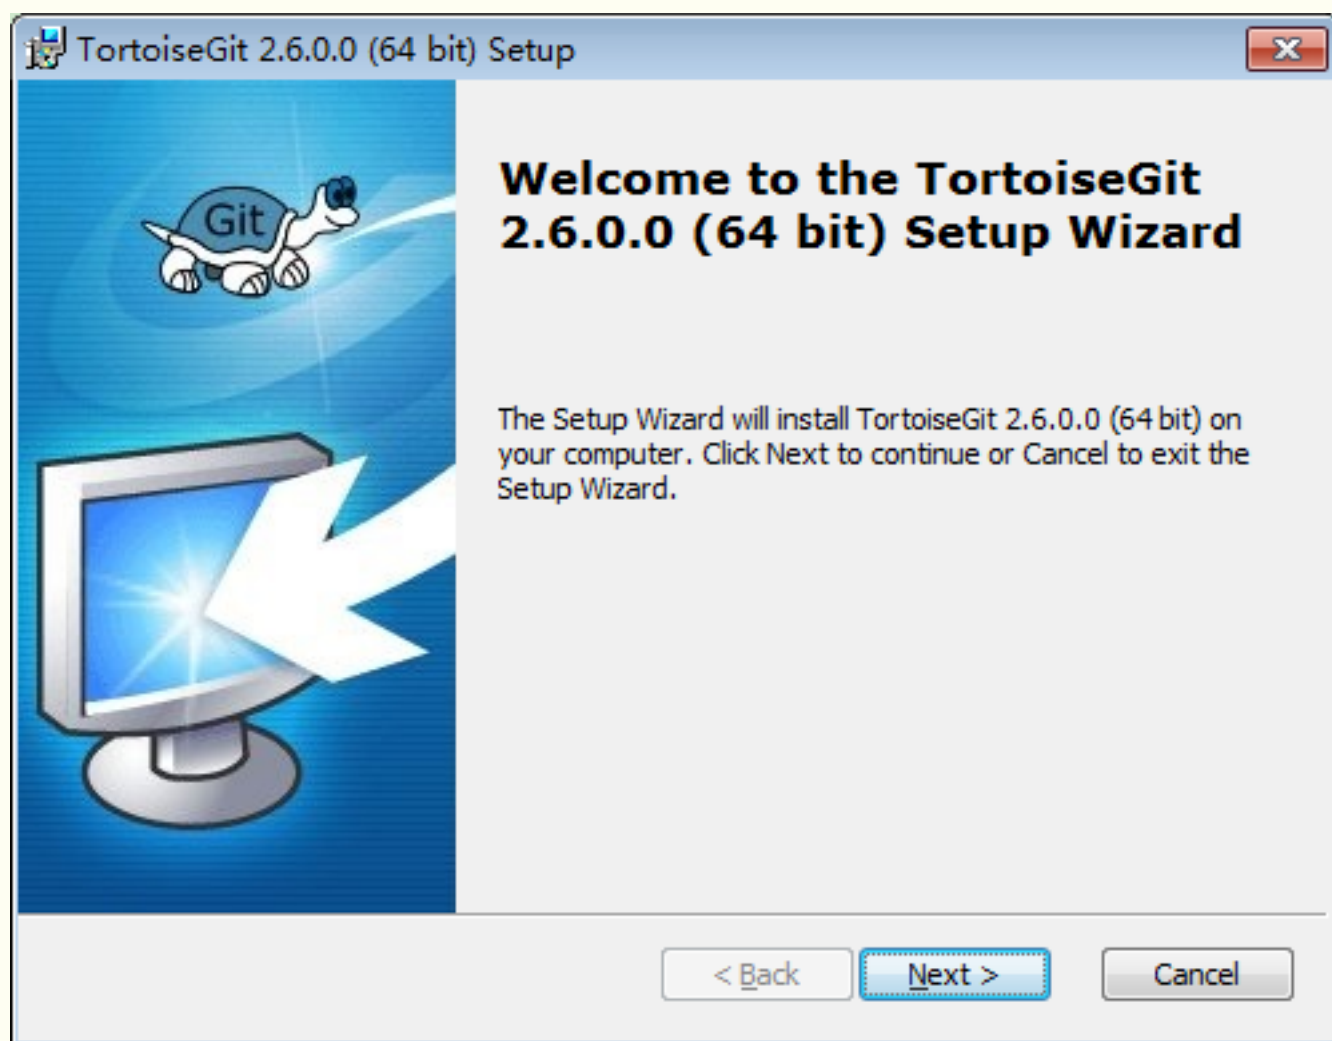 TortoiseGit 2.6.0.0 (64 bit) Setup
Git
Welcome to the TortoiseGit
2.6.0.0 (64 bit) Setup Wizard
The Setup Wizard will install TortoiseGit 2.6.0.0 (64 bit) on
your computer. Click Next to continue or Cancel to exit the
Setup Wizard.
< Back
Next >
Cancel